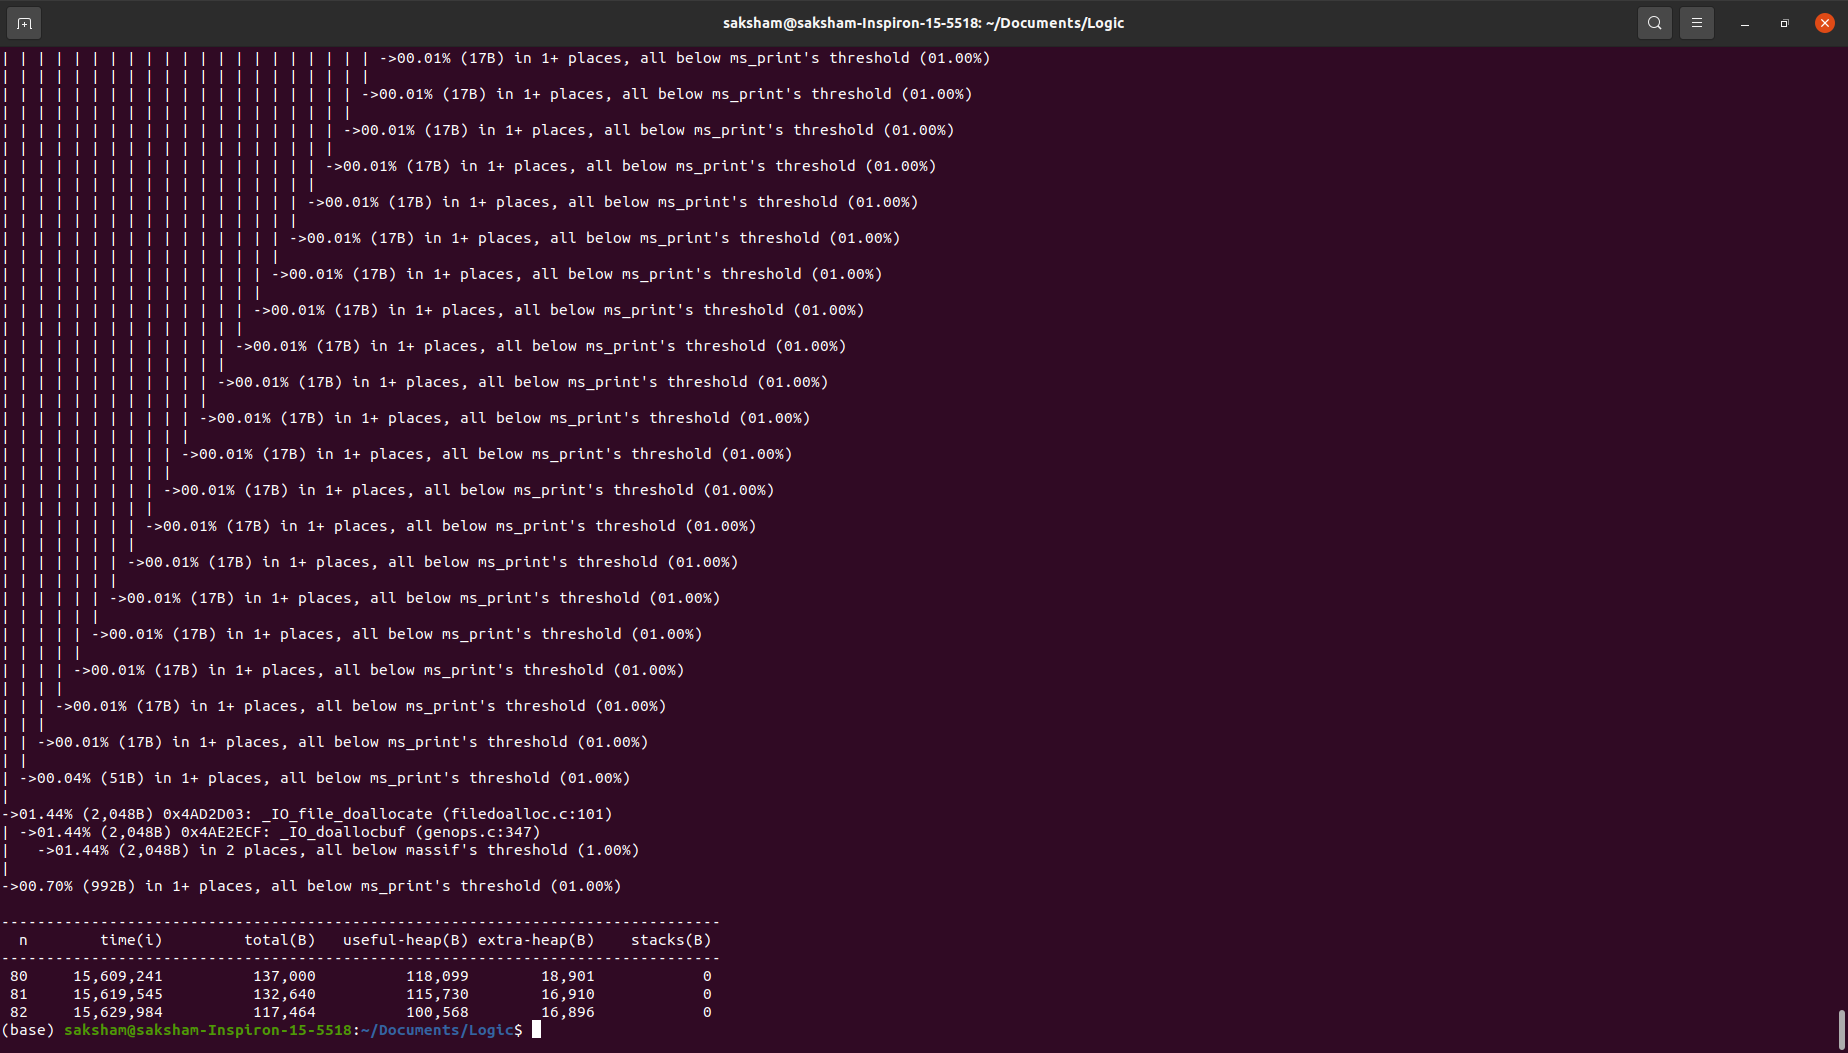 saksham@saksham-Inspiron-15-5518: ~/Documents/Logic
| | | | | | | | | | | | | | | | | | | | | ->00.01% (17B) in 1+ places, all below ms_print's threshold (01.00%)
| | | | | | | | | | | | | | | | | | | | |
| | | | | | | | | | | | | | | | | | | | ->00.01% (17B) in 1+ places, all below ms_print's threshold (01.00%)
| | | | | | | | | | | | | | | | | | | |
| | | | | | | | | | | | | | | | | | | ->00.01% (17B) in 1+ places, all below ms_print's threshold (01.00%)
| | | | | | | | | | | | | | | | | | |
| | | | | | | | | | | | | | | | | | ->00.01% (17B) in 1+ places, all below ms_print's threshold (01.00%)
| | | | | | | | | | | | | | | | | |
| | | | | | | | | | | | | | | | | ->00.01% (17B) in 1+ places, all below ms_print's threshold (01.00%)
| | | | | | | | | | | | | | | | |
| | | | | | | | | | | | | | | | ->00.01% (17B) in 1+ places, all below ms_print's threshold (01.00%)
| | | | | | | | | | | | | | | |
| | | | | | | | | | | | | | | ->00.01% (17B) in 1+ places, all below ms_print's threshold (01.00%)
| | | | | | | | | | | | | | |
| | | | | | | | | | | | | | ->00.01% (17B) in 1+ places, all below ms_print's threshold (01.00%)
| | | | | | | | | | | | | |
| | | | | | | | | | | | | ->00.01% (17B) in 1+ places, all below ms_print's threshold (01.00%)
| | | | | | | | | | | | |
| | | | | | | | | | | | ->00.01% (17B) in 1+ places, all below ms_print's threshold (01.00%)
| | | | | | | | | | | |
| | | | | | | | | | | ->00.01% (17B) in 1+ places, all below ms_print's threshold (01.00%)
| | | | | | | | | | |
| | | | | | | | | | ->00.01% (17B) in 1+ places, all below ms_print's threshold (01.00%)
| | | | | | | | | |
| | | | | | | | | ->00.01% (17B) in 1+ places, all below ms_print's threshold (01.00%)
| | | | | | | | |
| | | | | | | | ->00.01% (17B) in 1+ places, all below ms_print's threshold (01.00%)
| | | | | | | |
| | | | | | | ->00.01% (17B) in 1+ places, all below ms_print's threshold (01.00%)
| | | | | | |
| | | | | | ->00.01% (17B) in 1+ places, all below ms_print's threshold (01.00%)
| | | | | |
| | | | | ->00.01% (17B) in 1+ places, all below ms_print's threshold (01.00%)
| | | | |
| | | | ->00.01% (17B) in 1+ places, all below ms_print's threshold (01.00%)
| | | |
| | | ->00.01% (17B) in 1+ places, all below ms_print's threshold (01.00%)
| | |
| | ->00.01% (17B) in 1+ places, all below ms_print's threshold (01.00%)
| |
| ->00.04% (51B) in 1+ places, all below ms_print's threshold (01.00%)
|
->01.44% (2,048B) 0x4AD2D03: _IO_file_doallocate (filedoalloc.c:101)
| ->01.44% (2,048B) 0x4AE2ECF: _IO_doallocbuf (genops.c:347)
|   ->01.44% (2,048B) in 2 places, all below massif's threshold (1.00%)
|
->00.70% (992B) in 1+ places, all below ms_print's threshold (01.00%)
--------------------------------------------------------------------------------
  n        time(i)         total(B)   useful-heap(B) extra-heap(B)    stacks(B)
--------------------------------------------------------------------------------
 80     15,609,241          137,000          118,099        18,901            0
 81     15,619,545          132,640          115,730        16,910            0
 82     15,629,984          117,464          100,568        16,896            0
(base) saksham@saksham-Inspiron-15-5518:~/Documents/Logic$